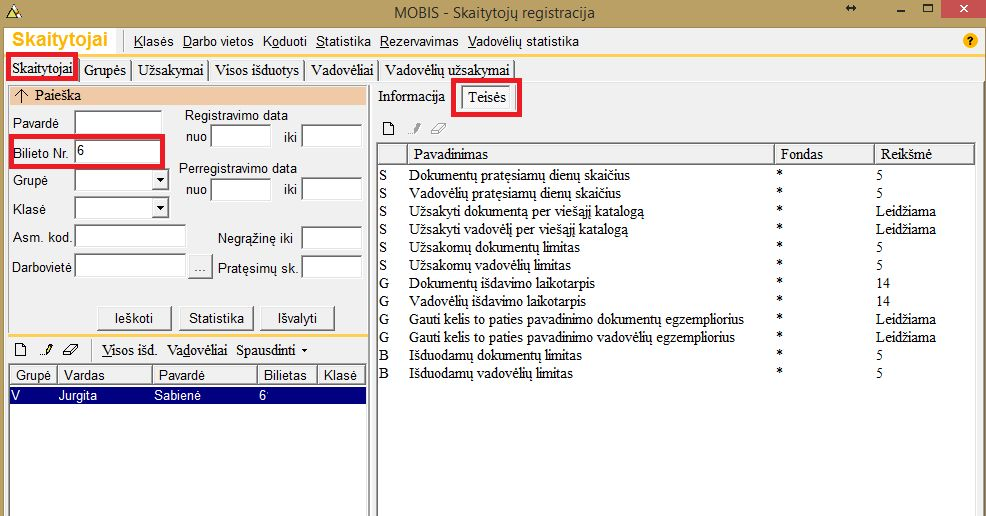 MOBIS - Skaitytojų registracija
Skaitytojai Klasės Darbo vietos Koduoti Statistika Rezervavimas Vadovėlių statistika ?
Skaitytojai Grupės Užsakymai Visos išduotys Vadovėliai Vadovėlių užsakymai
Paieška
Pavardė
Registravimo data
nuo iki
Bilieto Nr. 6
Perregistravimo data
Grupė
nuo iki
Klasė
Asm. kod. Negrąžinę iki
Darbovietė ... Pratęsimų sk.
Ieškoti Statistika Išvalyti
Visos išd. Vadovėliai Spausdinti
Grupė Vardas Pavardė Bilietas Klasė
V Jurgita Sabienė 6
Informacija Teisės
Pavadinimas Fondas Reikšmė
S Dokumentų pratęsiamų dienų skaičius * 5
S Vadovėlių pratęsiamų dienų skaičius * 5
S Užsakyti dokumentą per viešąjį katalogą * Leidžiama
S Užsakyti vadovėlį per viešąjį katalogą * Leidžiama
S Užsakomų dokumentų limitas * 5
S Užsakomų vadovėlių limitas * 5
G Dokumentų išdavimo laikotarpis * 14
G Vadovėlių išdavimo laikotarpis * 14
G Gauti kelis to paties pavadinimo dokumentų egzempliorius * Leidžiama
G Gauti kelis to paties pavadinimo vadovėlių egzempliorius * Leidžiama
B Išduodamų dokumentų limitas * 5
B Išduodamų vadovėlių limitas * 5